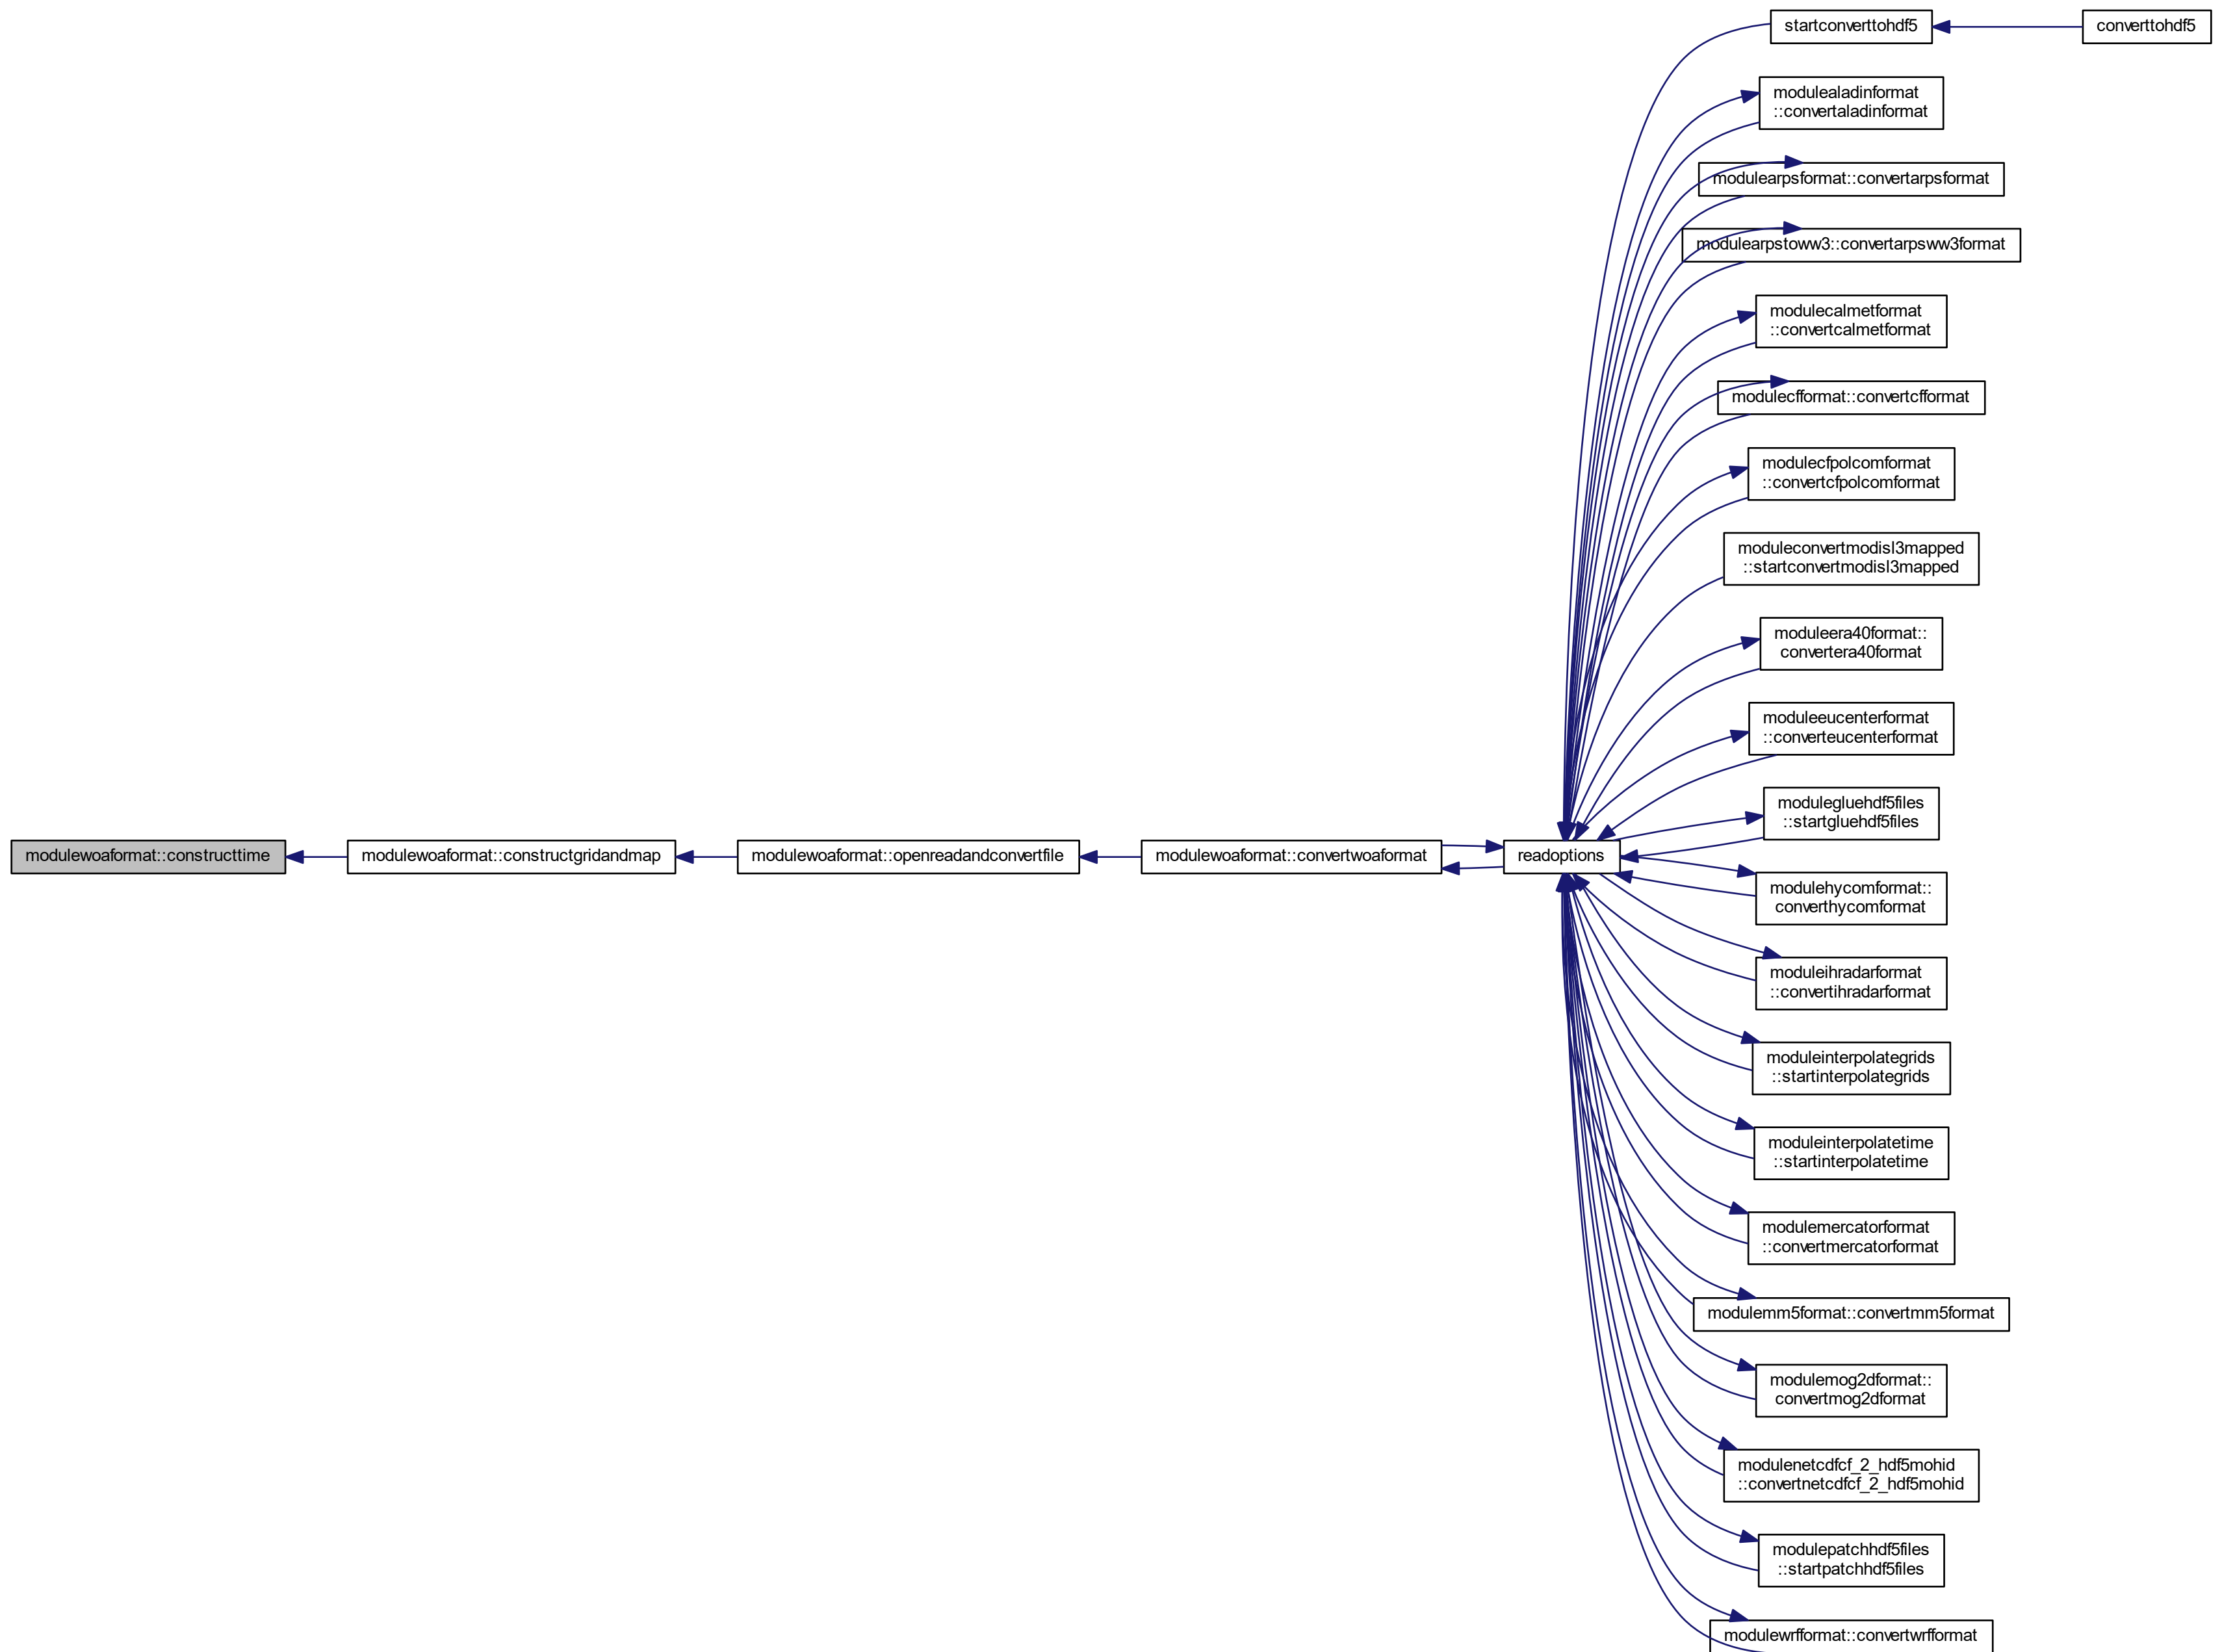 startconverttohdf5
converttohdf5
modulealadinformat
::convertaladinformat
modulearpsformat::convertarpsformat
modulearpstoww3::convertarpsww3format
modulecalmetformat
::convertcalmetformat
modulecfformat::convertcfformat
modulecfpolcomformat
::convertcfpolcomformat
moduleconvertmodisl3mapped
::startconvertmodisl3mapped
moduleera40format::
convertera40format
moduleeucenterformat
::converteucenterformat
modulegluehdf5files
::startgluehdf5files
modulewoaformat::constructtime
modulewoaformat::constructgridandmap
modulewoaformat::openreadandconvertfile
modulewoaformat::convertwoaformat
readoptions
modulehycomformat::
converthycomformat
moduleihradarformat
::convertihradarformat
moduleinterpolategrids
::startinterpolategrids
moduleinterpolatetime
::startinterpolatetime
modulemercatorformat
::convertmercatorformat
modulemm5format::convertmm5format
modulemog2dformat::
convertmog2dformat
modulenetcdfcf_2_hdf5mohid
::convertnetcdfcf_2_hdf5mohid
modulepatchhdf5files
::startpatchhdf5files
modulewrfformat::convertwrfformat